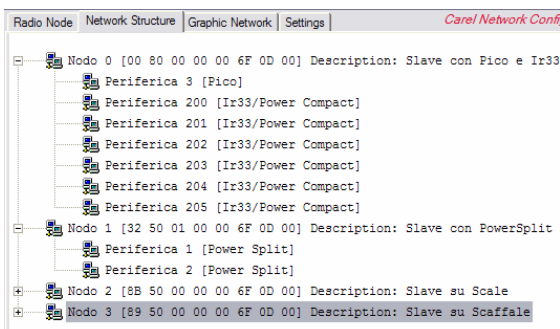 Radio Node Network Structure Graphic Network Settings Carel Network Config
Nodo 0 [00 80 00 00 00 6F 0D 00] Description: Slave con Pico e Ir33
Periferica 3 [Pico]
Periferica 200 [Ir33/Power Compact]
Periferica 201 [Ir33/Power Compact]
Periferica 202 [Ir33/Power Compact]
Periferica 203 [Ir33/Power Compact]
Periferica 204 [Ir33/Power Compact]
Periferica 205 [Ir33/Power Compact]
Nodo 1 [32 50 01 00 00 6F 0D 00] Description: Slave con PowerSplit
Periferica 1 [Power Split]
Periferica 2 [Power Split]
Nodo 2 [8B 50 00 00 00 6F 0D 00] Description: Slave su Scale
Nodo 3 [89 50 00 00 00 6F 0D 00] Description: Slave su Scaffale